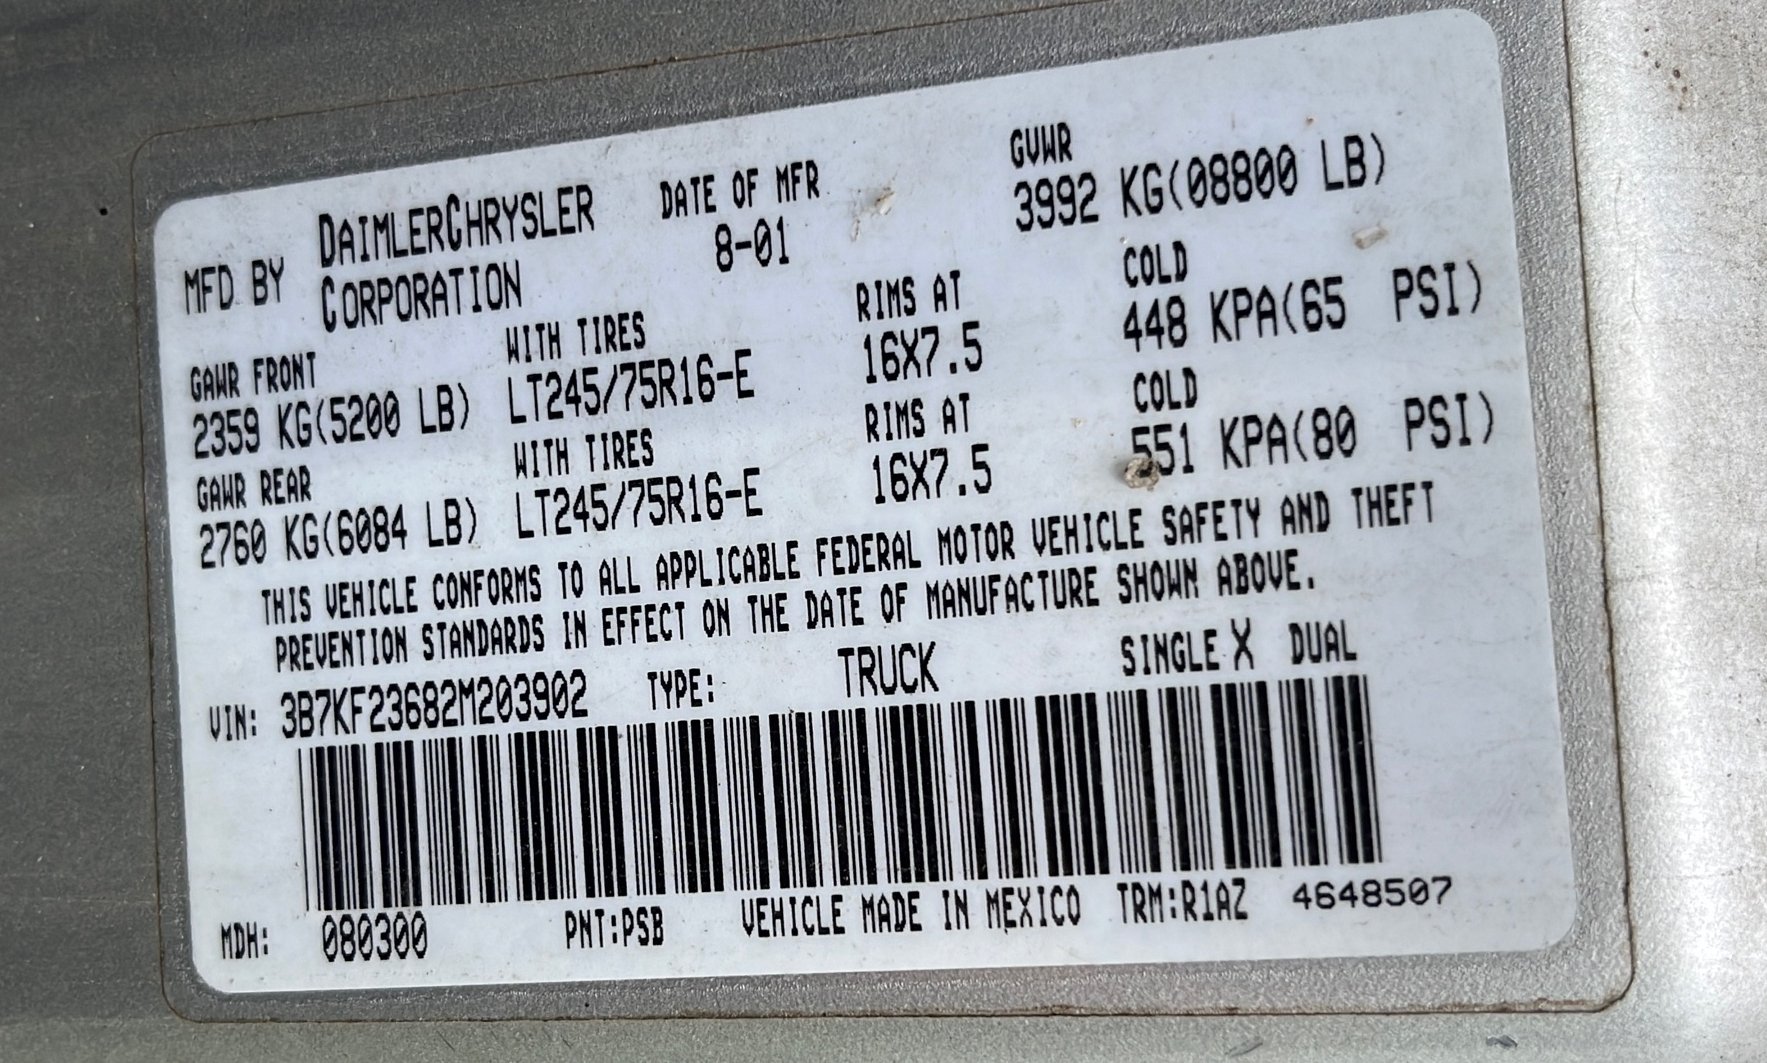 MFD BY DAIMLERCHRYSLER CORPORATION DATE OF MFR 8-01 GVWR 3992 KG(08800 LB)
GAWR FRONT WITH TIRES RIMS AT COLD
2359 KG(5200 LB) LT245/75R16-E 16X7.5 448 KPA(65 PSI)
GAWR REAR WITH TIRES RIMS AT COLD
2760 KG(6084 LB) LT245/75R16-E 16X7.5 551 KPA(80 PSI)
THIS VEHICLE CONFORMS TO ALL APPLICABLE FEDERAL MOTOR VEHICLE SAFETY AND THEFT
PREVENTION STANDARDS IN EFFECT ON THE DATE OF MANUFACTURE SHOWN ABOVE.
VIN: 3B7KF23682M203902 TYPE: TRUCK SINGLE X DUAL
MDH: 080300 PNT:PSB VEHICLE MADE IN MEXICO TRM:R1AZ 4648507